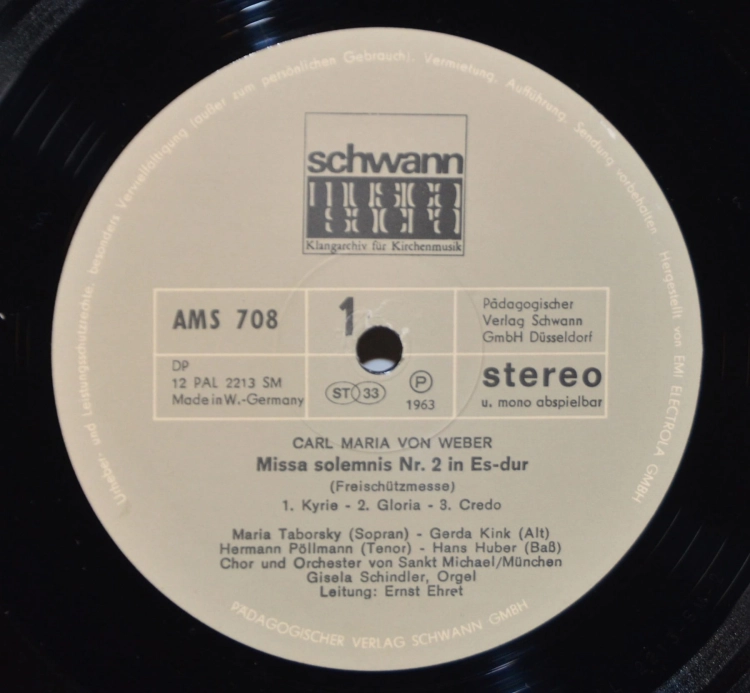 Urheber- und Leistungsschutzrechte, besonders Vervielfältigung (außer zum persönlichen Gebrauch), Vermietung, Aufführung, Sendung vorbehalten Hergestellt von EMI ELECTROLA GMBH
schwann
musica
sacra
Klangarchiv für Kirchenmusik
AMS 708
1
Pädagogischer
Verlag Schwann
GmbH Düsseldorf
DP
12 PAL 2213 SM
Made in W.-Germany
ST 33
P
1963
stereo
u. mono abspielbar
CARL MARIA VON WEBER
Missa solemnis Nr. 2 in Es-dur
(Freischützmesse)
1. Kyrie - 2. Gloria - 3. Credo
Maria Taborsky (Sopran) - Gerda Kink (Alt)
Hermann Pöllmann (Tenor) - Hans Huber (Baß)
Chor und Orchester von Sankt Michael/München
Gisela Schindler, Orgel
Leitung: Ernst Ehret
PÄDAGOGISCHER VERLAG SCHWANN GMBH